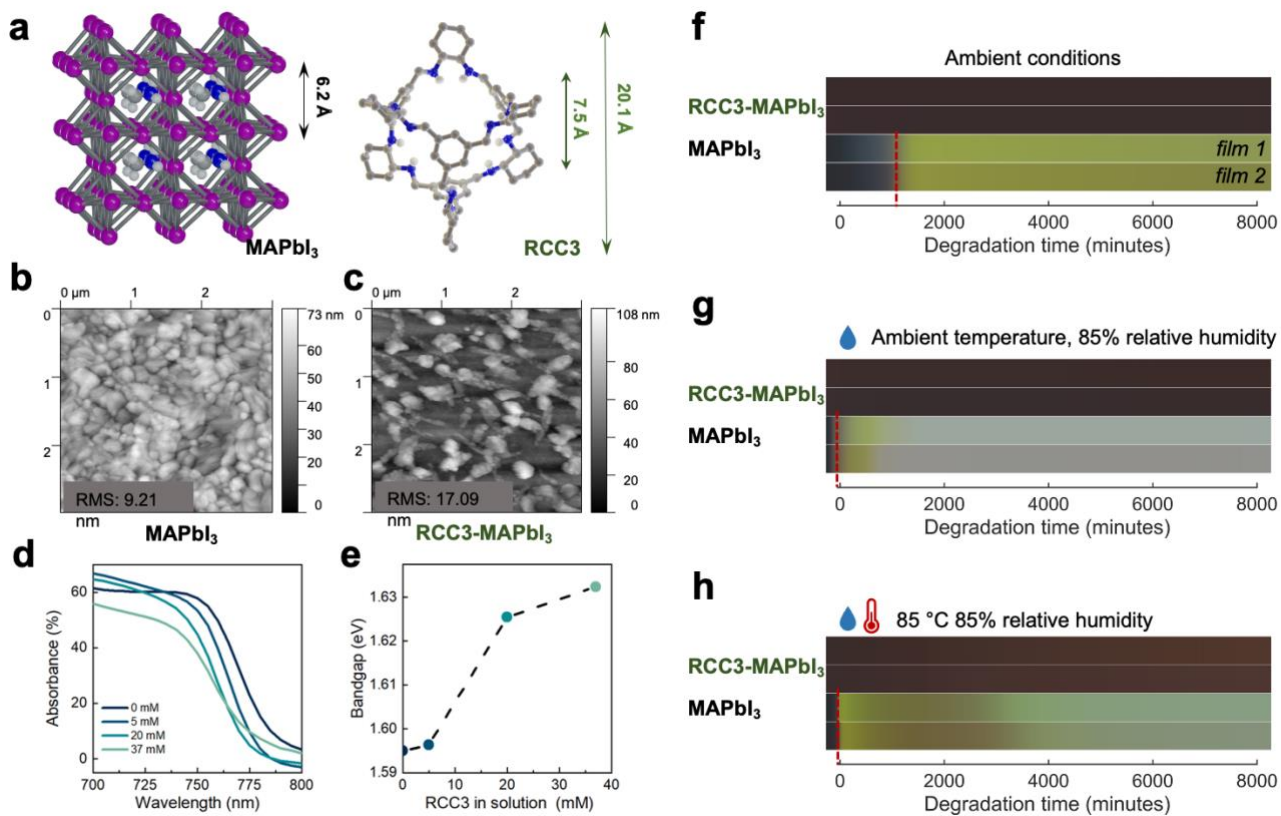 a
6.2 Å
7.5 Å
20.1 Å
MAPbI₃
RCC3
b
0 µm 1 2
0
1
2
73 nm
60
50
40
30
20
10
0
RMS: 9.21
nm
MAPbI₃
c
0 µm 1 2
0
1
2
108 nm
80
60
40
20
0
RMS: 17.09
nm
RCC3-MAPbI₃
d
Absorbance (%)
60
40
20
0
0 mM
5 mM
20 mM
37 mM
700 725 750 775 800
Wavelength (nm)
e
Bandgap (eV)
1.63
1.62
1.61
1.60
1.59
0 10 20 30 40
RCC3 in solution (mM)
f
Ambient conditions
RCC3-MAPbI₃
MAPbI₃
film 1
film 2
0 2000 4000 6000 8000
Degradation time (minutes)
g
Ambient temperature, 85% relative humidity
RCC3-MAPbI₃
MAPbI₃
0 2000 4000 6000 8000
Degradation time (minutes)
h
85 °C 85% relative humidity
RCC3-MAPbI₃
MAPbI₃
0 2000 4000 6000 8000
Degradation time (minutes)